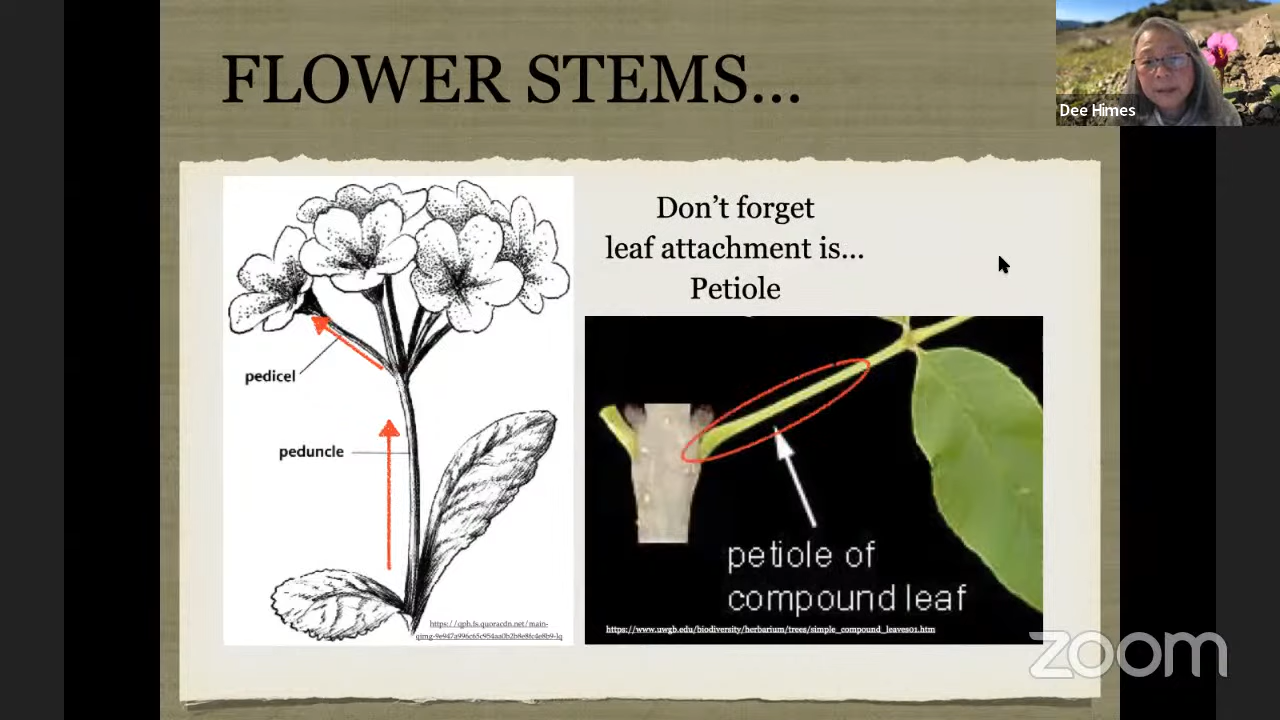 FLOWER STEMS...
Dee Himes
Don't forget
leaf attachment is...
Petiole
pedicel
peduncle
petiole of
compound leaf
https://qph.fs.quoracdn.net/main-
qimg-9e947a996c65c954aa0b2b8e8fc4e8b9-lq
https://www.uwgb.edu/biodiversity/herbarium/trees/simple_compound_leaves01.htm
zoom